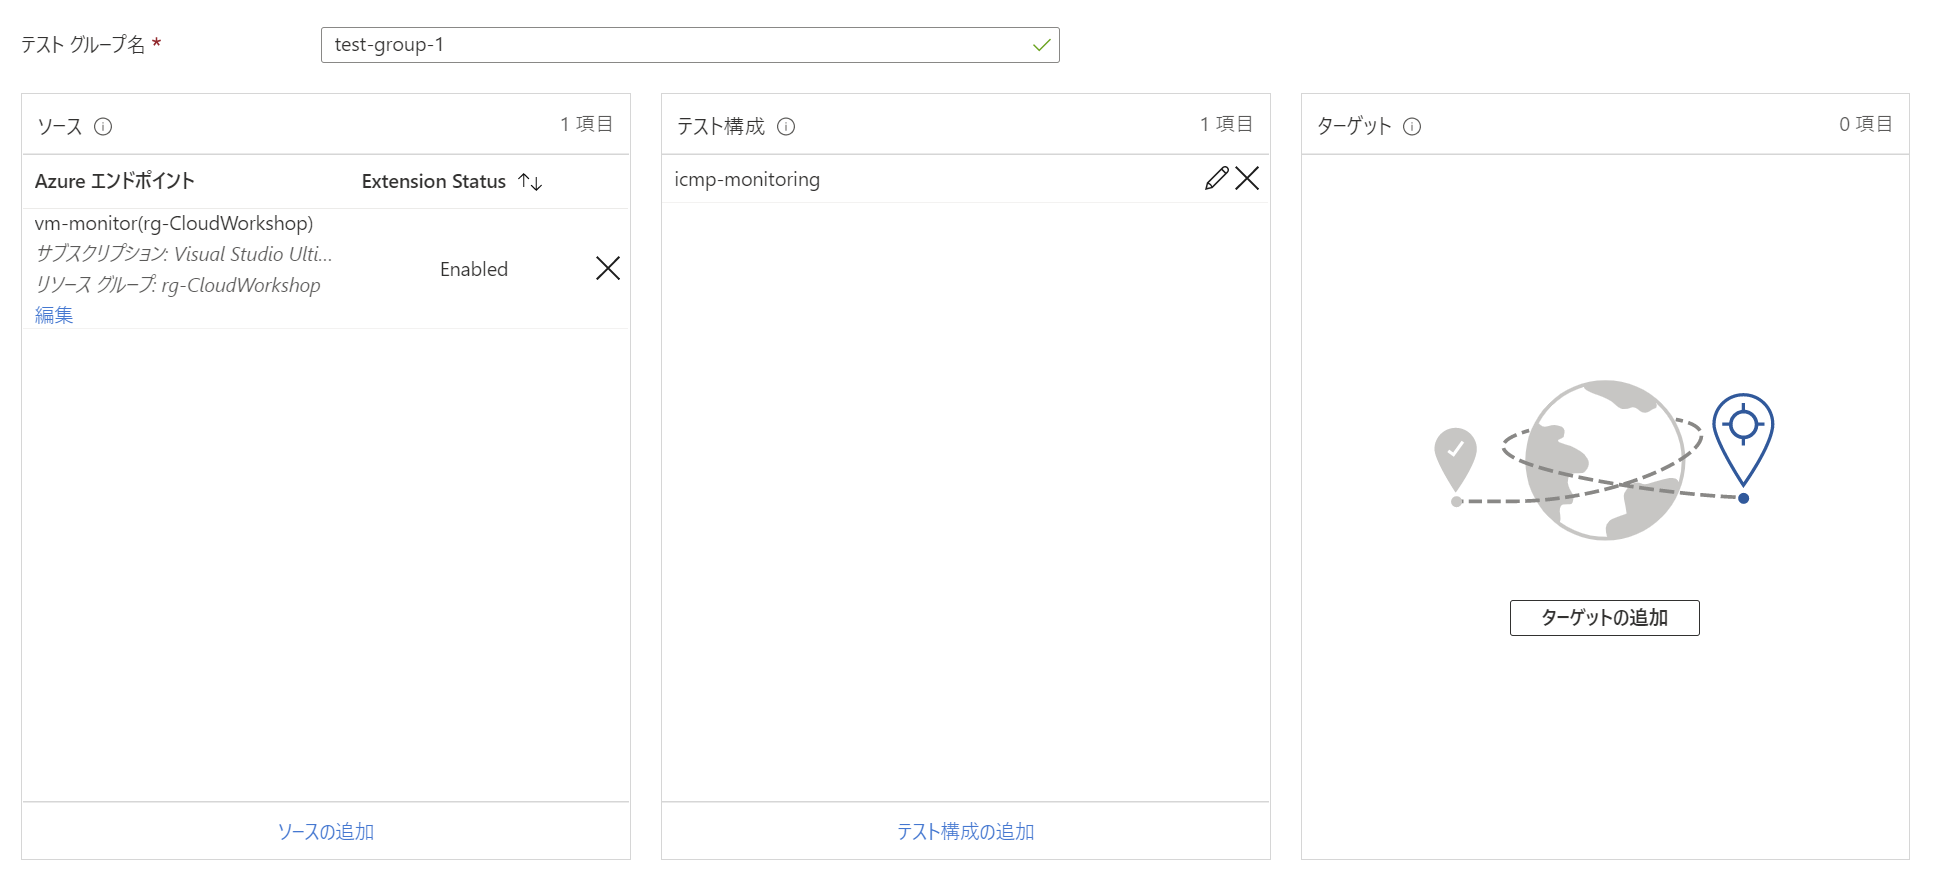 テスト グループ名 *
test-group-1
ソース
1 項目
Azure エンドポイント
Extension Status ↑↓
vm-monitor(rg-CloudWorkshop)
サブスクリプション: Visual Studio Ulti...
リソース グループ: rg-CloudWorkshop
Enabled
編集
ソースの追加
テスト構成
1 項目
icmp-monitoring
テスト構成の追加
ターゲット
0 項目
ターゲットの追加